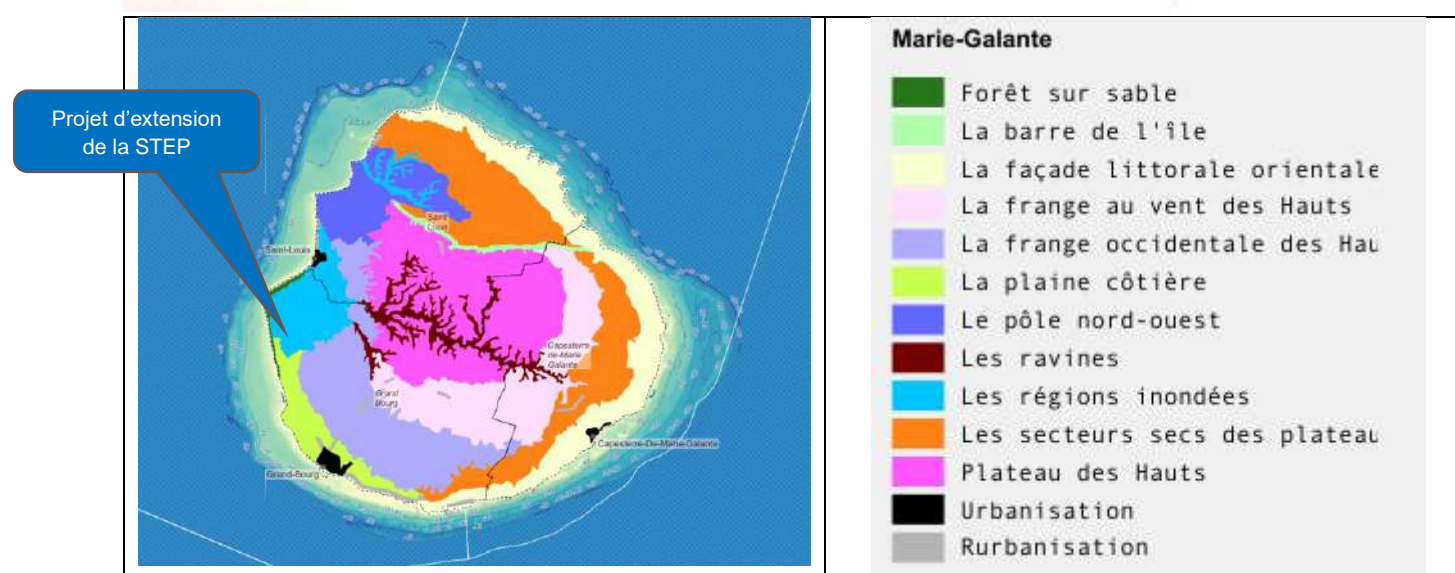 Projet d'extension
de la STEP
Saint
Louis
Saint-Louis
Capesterre
de-Marie
Galante
Grand
Bourg
Capesterre-De-Marie-Galante
Grand-Bourg
Marie-Galante
Forêt sur sable
La barre de l'île
La façade littorale orientale
La frange au vent des Hauts
La frange occidentale des Hau
La plaine côtière
Le pôle nord-ouest
Les ravines
Les régions inondées
Les secteurs secs des plateau
Plateau des Hauts
Urbanisation
Rurbanisation